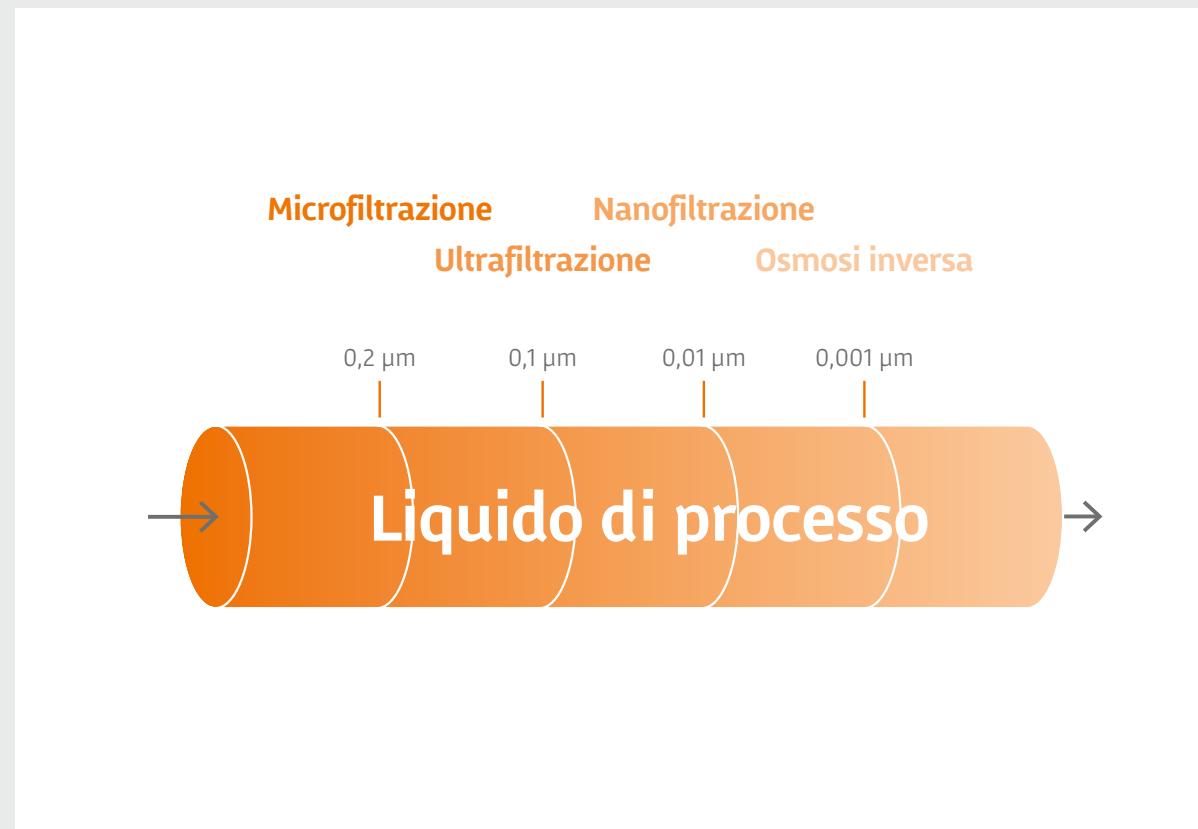 Microfiltrazione
Nanofiltrazione
Ultrafiltrazione
Osmosi inversa
0,2 µm
0,1 µm
0,01 µm
0,001 µm
Liquido di processo